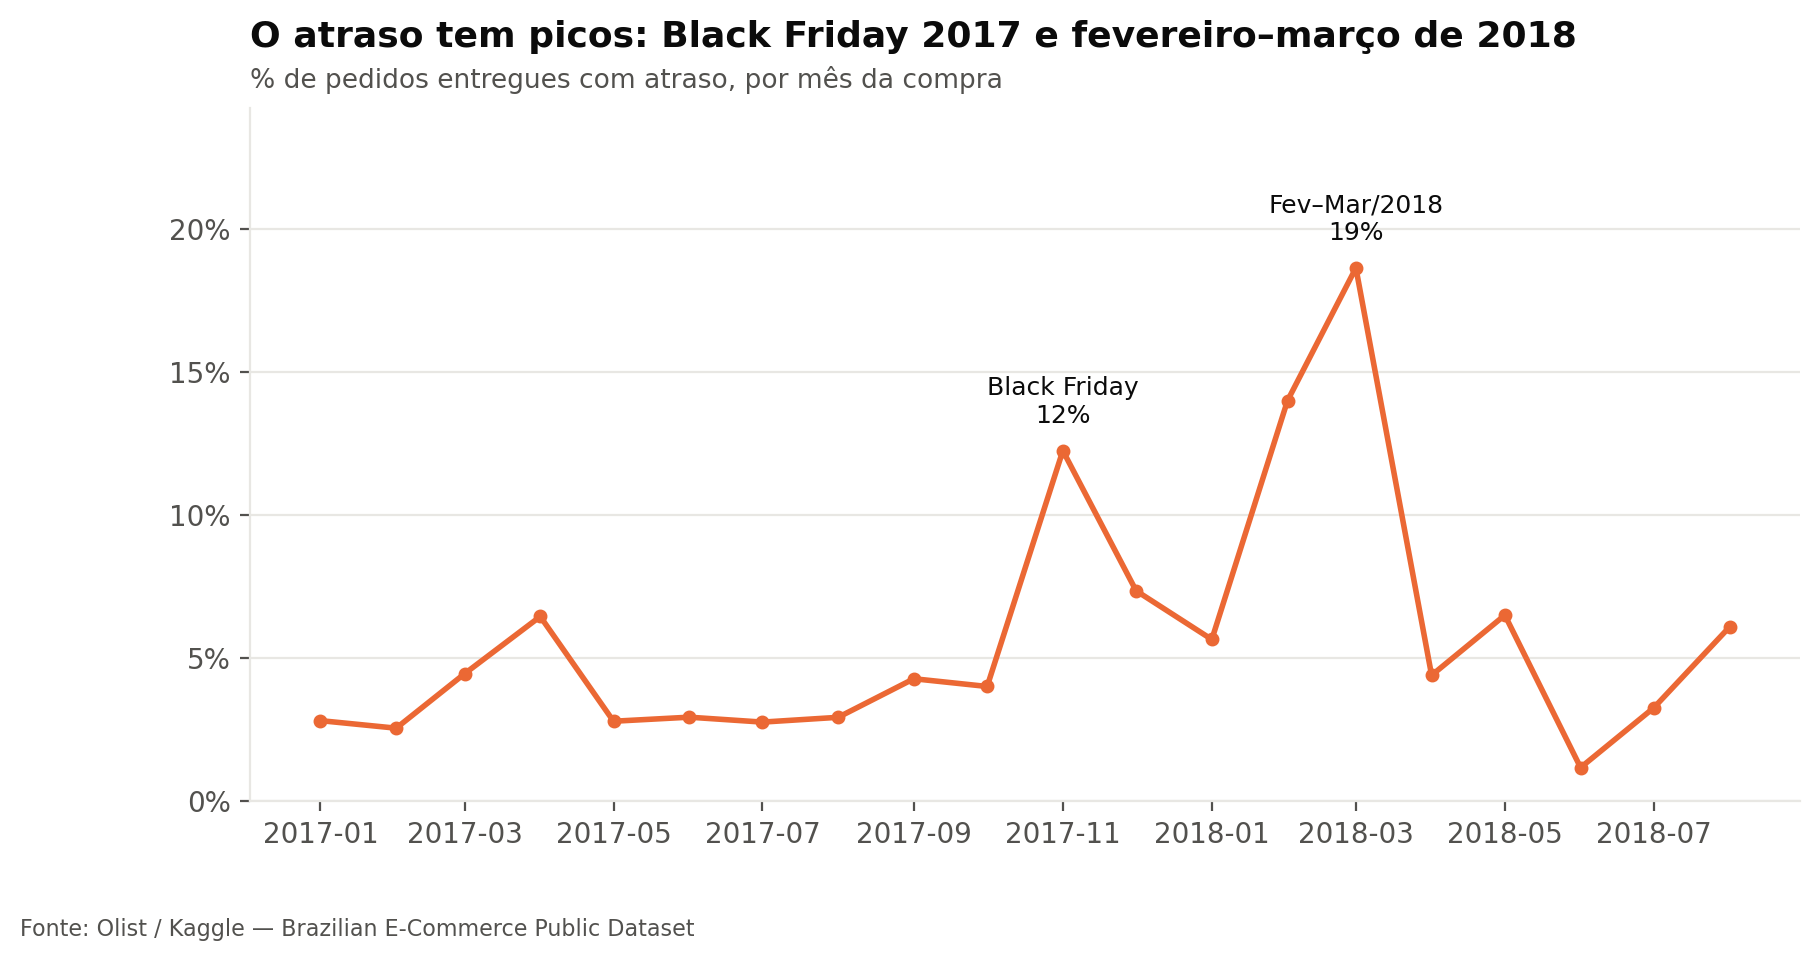 O atraso tem picos: Black Friday 2017 e fevereiro–março de 2018
% de pedidos entregues com atraso, por mês da compra
Fev–Mar/2018
19%
Black Friday
12%
20%
15%
10%
5%
0%
2017-01 2017-03 2017-05 2017-07 2017-09 2017-11 2018-01 2018-03 2018-05 2018-07
Fonte: Olist / Kaggle — Brazilian E-Commerce Public Dataset